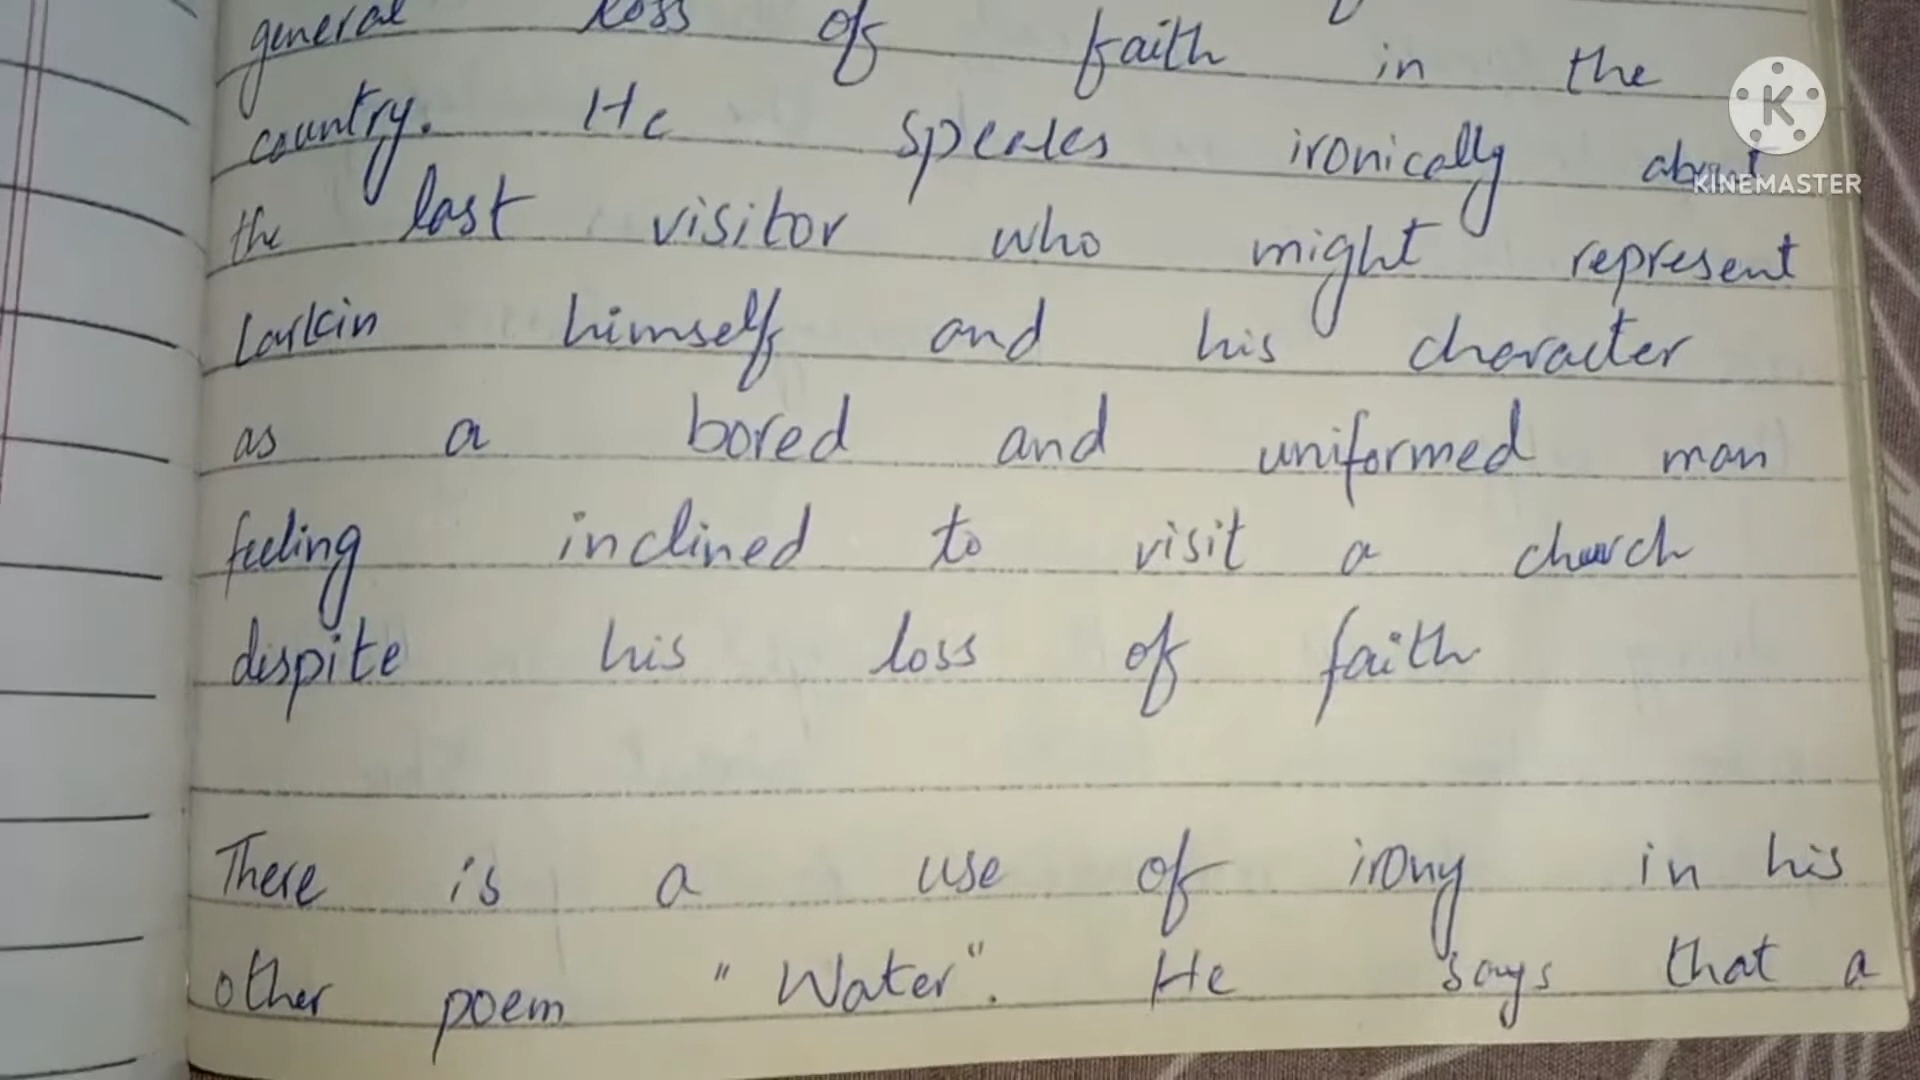 general loss of faith in the
country. He speaks ironically about
the last visitor who might represent
Larkin himself and his character
as a bored and uniformed man
feeling inclined to visit a church
despite his loss of faith
There is a use of irony in his
other poem "Water". He says that a
KINEMASTER